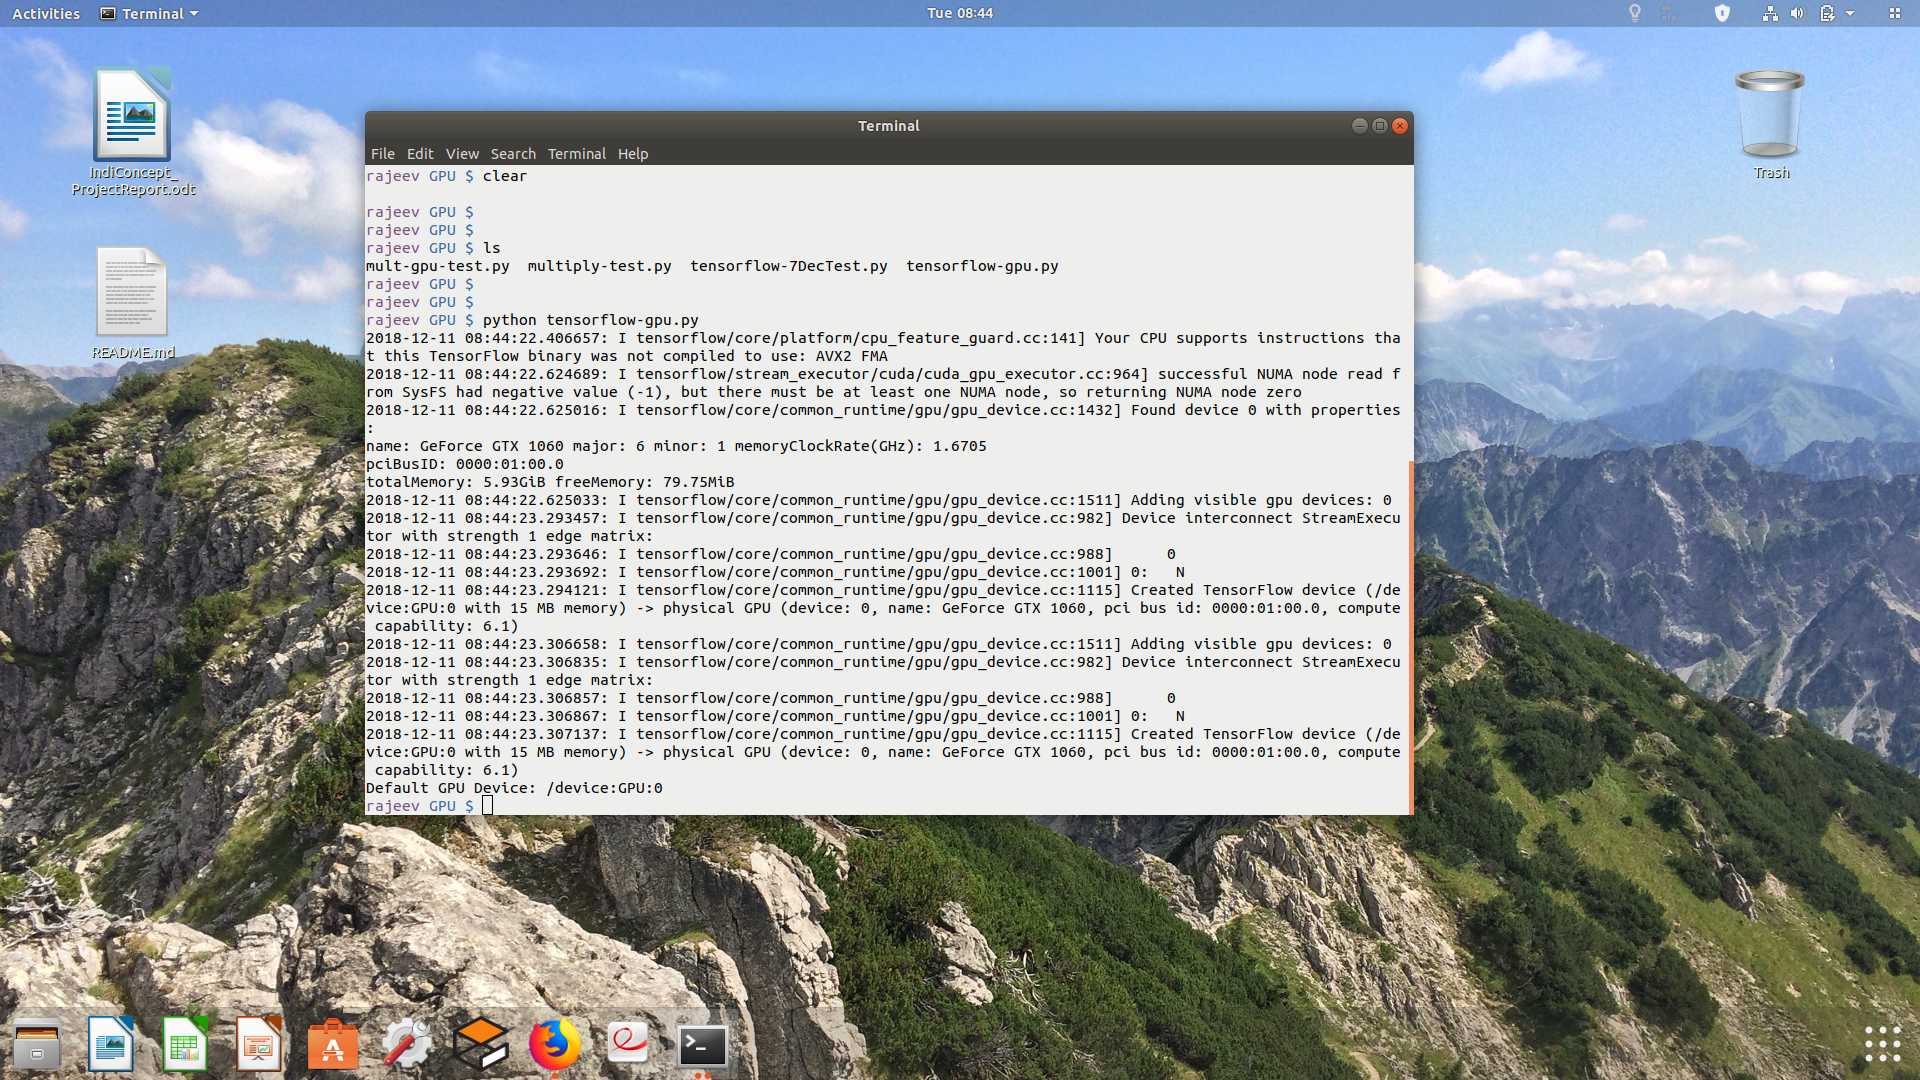 Activities
Terminal
Tue 08:44
IndiConcept_
ProjectReport.odt
README.md
Trash
Terminal
File Edit View Search Terminal Help
rajeev GPU $ clear
rajeev GPU $
rajeev GPU $
rajeev GPU $ ls
mult-gpu-test.py  multiply-test.py  tensorflow-7DecTest.py  tensorflow-gpu.py
rajeev GPU $
rajeev GPU $
rajeev GPU $ python tensorflow-gpu.py
2018-12-11 08:44:22.406657: I tensorflow/core/platform/cpu_feature_guard.cc:141] Your CPU supports instructions tha
t this TensorFlow binary was not compiled to use: AVX2 FMA
2018-12-11 08:44:22.624689: I tensorflow/stream_executor/cuda/cuda_gpu_executor.cc:964] successful NUMA node read f
rom SysFS had negative value (-1), but there must be at least one NUMA node, so returning NUMA node zero
2018-12-11 08:44:22.625016: I tensorflow/core/common_runtime/gpu/gpu_device.cc:1432] Found device 0 with properties
:
name: GeForce GTX 1060 major: 6 minor: 1 memoryClockRate(GHz): 1.6705
pciBusID: 0000:01:00.0
totalMemory: 5.93GiB freeMemory: 79.75MiB
2018-12-11 08:44:22.625033: I tensorflow/core/common_runtime/gpu/gpu_device.cc:1511] Adding visible gpu devices: 0
2018-12-11 08:44:23.293457: I tensorflow/core/common_runtime/gpu/gpu_device.cc:982] Device interconnect StreamExecu
tor with strength 1 edge matrix:
2018-12-11 08:44:23.293646: I tensorflow/core/common_runtime/gpu/gpu_device.cc:988]      0
2018-12-11 08:44:23.293692: I tensorflow/core/common_runtime/gpu/gpu_device.cc:1001] 0:   N
2018-12-11 08:44:23.294121: I tensorflow/core/common_runtime/gpu/gpu_device.cc:1115] Created TensorFlow device (/de
vice:GPU:0 with 15 MB memory) -> physical GPU (device: 0, name: GeForce GTX 1060, pci bus id: 0000:01:00.0, compute
 capability: 6.1)
2018-12-11 08:44:23.306658: I tensorflow/core/common_runtime/gpu/gpu_device.cc:1511] Adding visible gpu devices: 0
2018-12-11 08:44:23.306835: I tensorflow/core/common_runtime/gpu/gpu_device.cc:982] Device interconnect StreamExecu
tor with strength 1 edge matrix:
2018-12-11 08:44:23.306857: I tensorflow/core/common_runtime/gpu/gpu_device.cc:988]      0
2018-12-11 08:44:23.306867: I tensorflow/core/common_runtime/gpu/gpu_device.cc:1001] 0:   N
2018-12-11 08:44:23.307137: I tensorflow/core/common_runtime/gpu/gpu_device.cc:1115] Created TensorFlow device (/de
vice:GPU:0 with 15 MB memory) -> physical GPU (device: 0, name: GeForce GTX 1060, pci bus id: 0000:01:00.0, compute
 capability: 6.1)
Default GPU Device: /device:GPU:0
rajeev GPU $